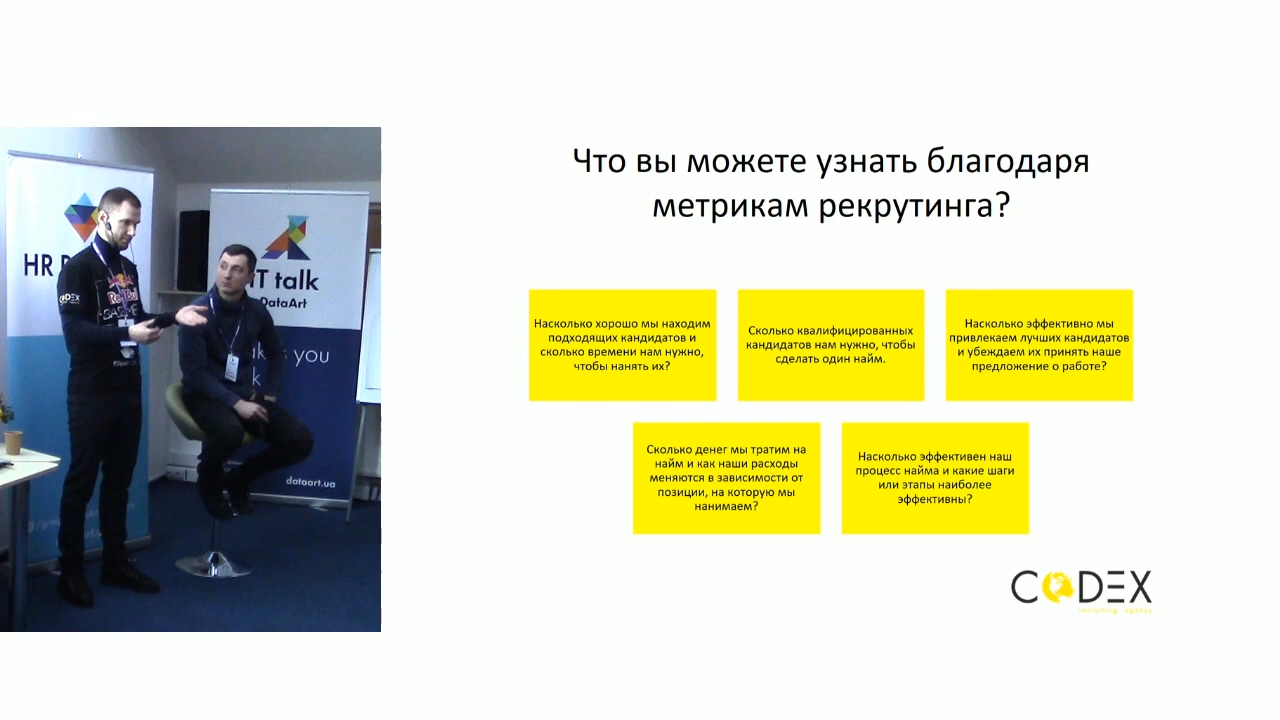 Что вы можете узнать благодаря
метрикам рекрутинга?
Насколько хорошо мы находим
подходящих кандидатов и
сколько времени нам нужно,
чтобы нанять их?
Сколько квалифицированных
кандидатов нам нужно, чтобы
сделать один найм.
Насколько эффективно мы
привлекаем лучших кандидатов
и убеждаем их принять наше
предложение о работе?
Сколько денег мы тратим на
найм и как наши расходы
меняются в зависимости от
позиции, на которую мы
нанимаем?
Насколько эффективен наш
процесс найма и какие шаги
или этапы наиболее
эффективны?
CODEX
recruiting agency
HR
IT talk
DataArt
you
dataart.ua
CODEX
Red Bull